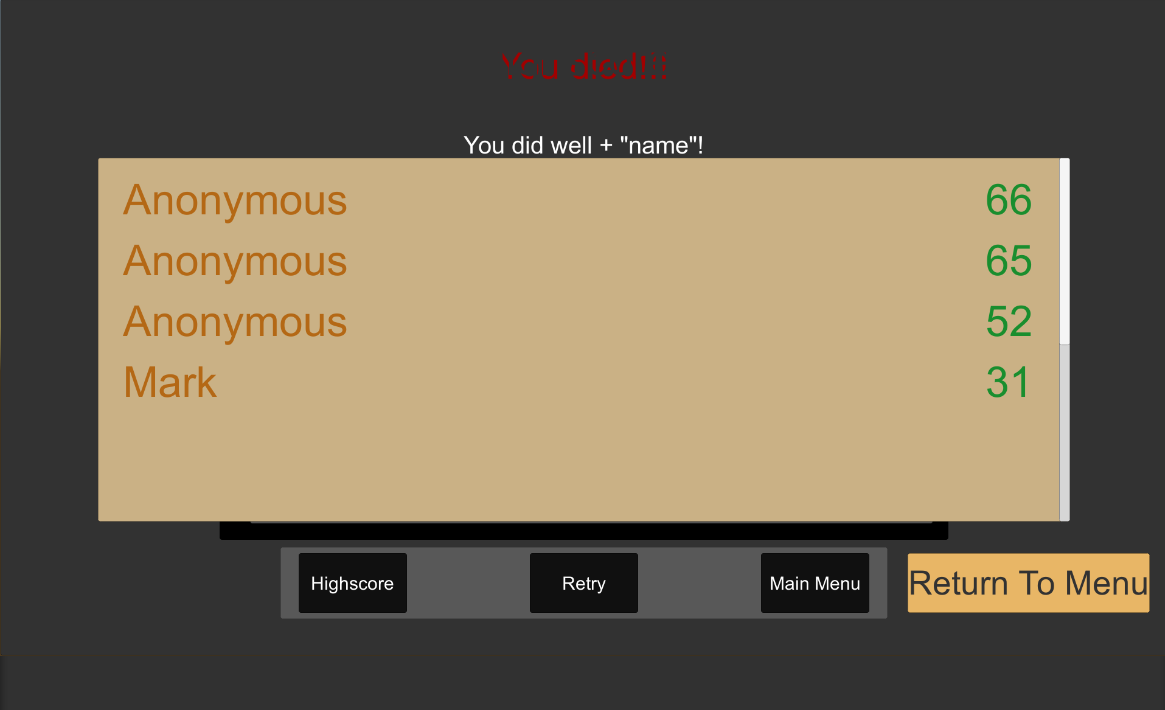 You died!!!
You did well + "name"!
Anonymous 66
Anonymous 65
Anonymous 52
Mark 31
Highscore Retry Main Menu Return To Menu